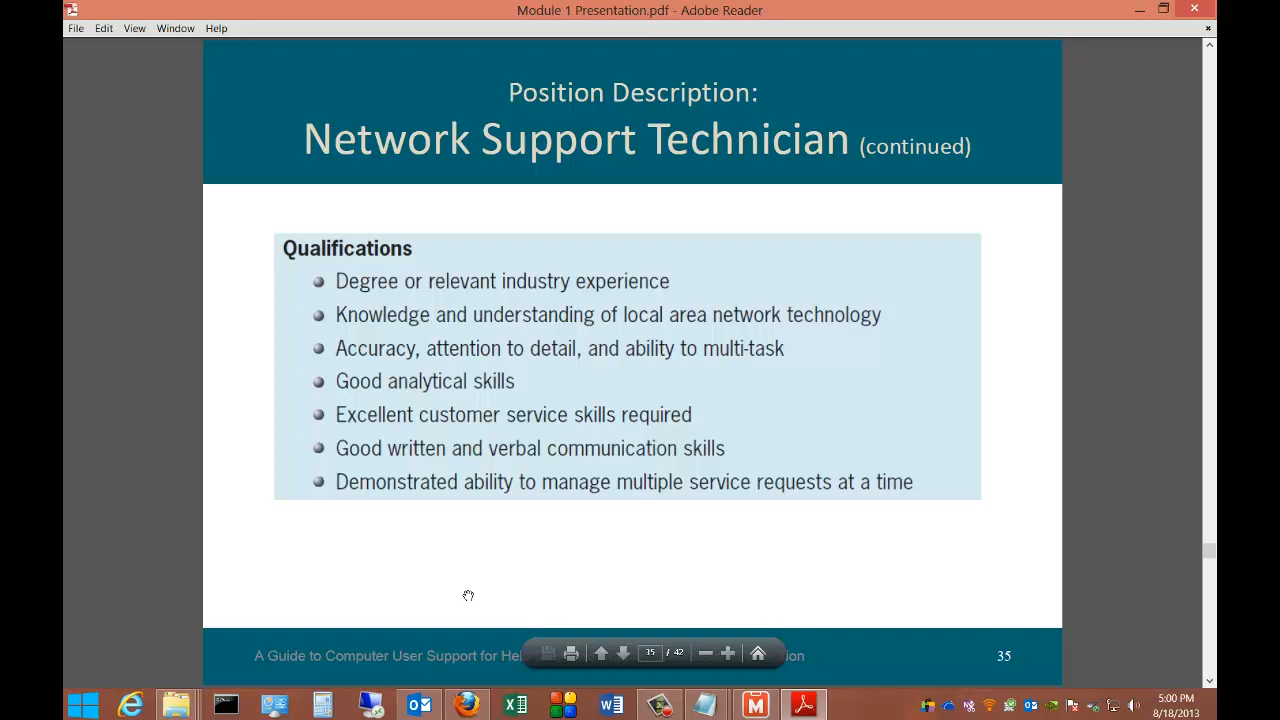 Module 1 Presentation.pdf - Adobe Reader
File Edit View Window Help
Position Description:
Network Support Technician (continued)
Qualifications
Degree or relevant industry experience
Knowledge and understanding of local area network technology
Accuracy, attention to detail, and ability to multi-task
Good analytical skills
Excellent customer service skills required
Good written and verbal communication skills
Demonstrated ability to manage multiple service requests at a time
A Guide to Computer User Support for 35 / 42 35
5:00 PM
8/18/2013